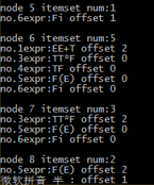 node 5 itemset num:1
no.6expr:Fi offset 1
node 6 itemset num:5
no.1expr:EE+T offset 2
no.3expr:TT*F offset 0
no.4expr:TF offset 0
no.5expr:F(E) offset 0
no.6expr:Fi offset 0
node 7 itemset num:3
no.3expr:TT*F offset 2
no.5expr:F(E) offset 0
no.6expr:Fi offset 0
node 8 itemset num:2
no.5expr:F(E) offset 2
微软拼音 半 : offset 1